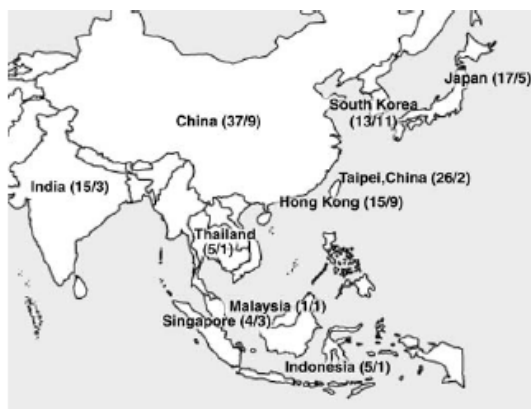 Japan (17/5)
South Korea
(13/11)
China (37/9)
Taipei,China (26/2)
India (15/3)
Hong Kong (15/9)
Thailand
(5/1)
Malaysia (1/1)
Singapore (4/3)
Indonesia (5/1)